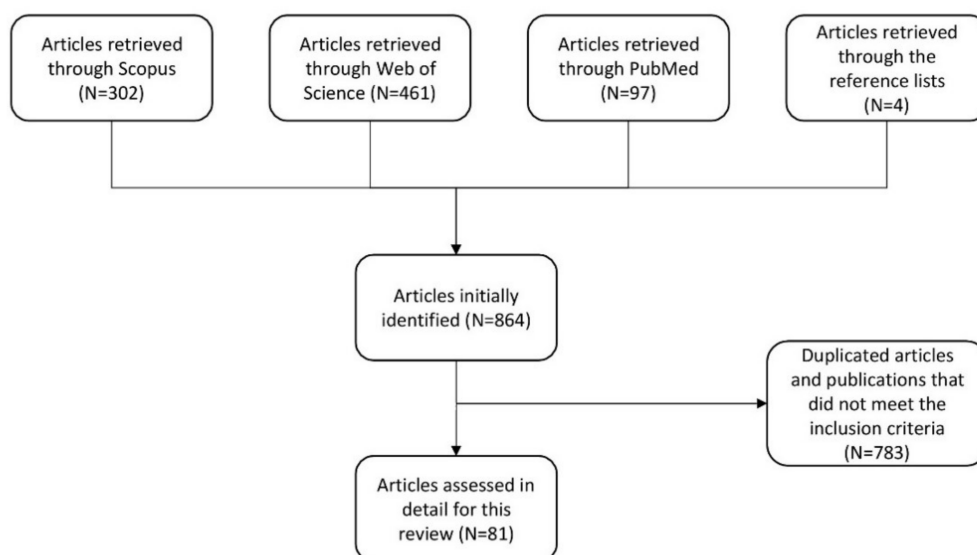 Articles retrieved
through Scopus
(N=302)
Articles retrieved
through Web of
Science (N=461)
Articles retrieved
through PubMed
(N=97)
Articles retrieved
through the
reference lists
(N=4)
Articles initially
identified (N=864)
Duplicated articles
and publications that
did not meet the
inclusion criteria
(N=783)
Articles assessed in
detail for this
review (N=81)